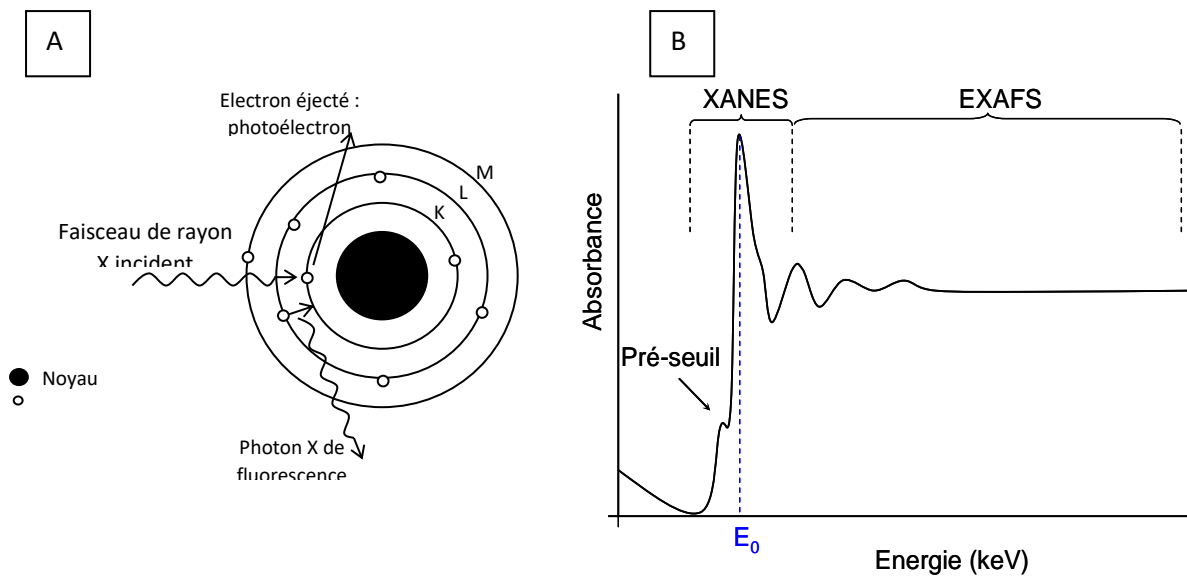 A
Electron éjecté :
photoélectron
M
L
K
Faisceau de rayon
X incident
Noyau
Photon X de
fluorescence
B
XANES
EXAFS
Absorbance
Pré-seuil
E₀
Energie (keV)